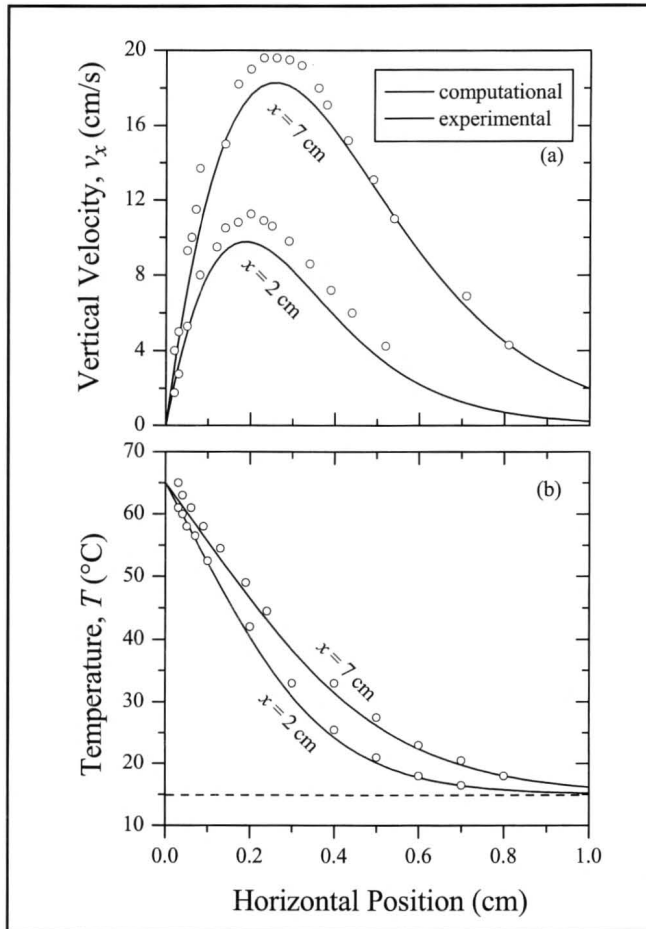 20
16
12
8
4
0
Vertical Velocity, vₓ (cm/s)
computational
experimental
(a)
x = 7 cm
x = 2 cm
70
60
50
40
30
20
10
Temperature, T (°C)
(b)
x = 7 cm
x = 2 cm
0.0 0.2 0.4 0.6 0.8 1.0
Horizontal Position (cm)